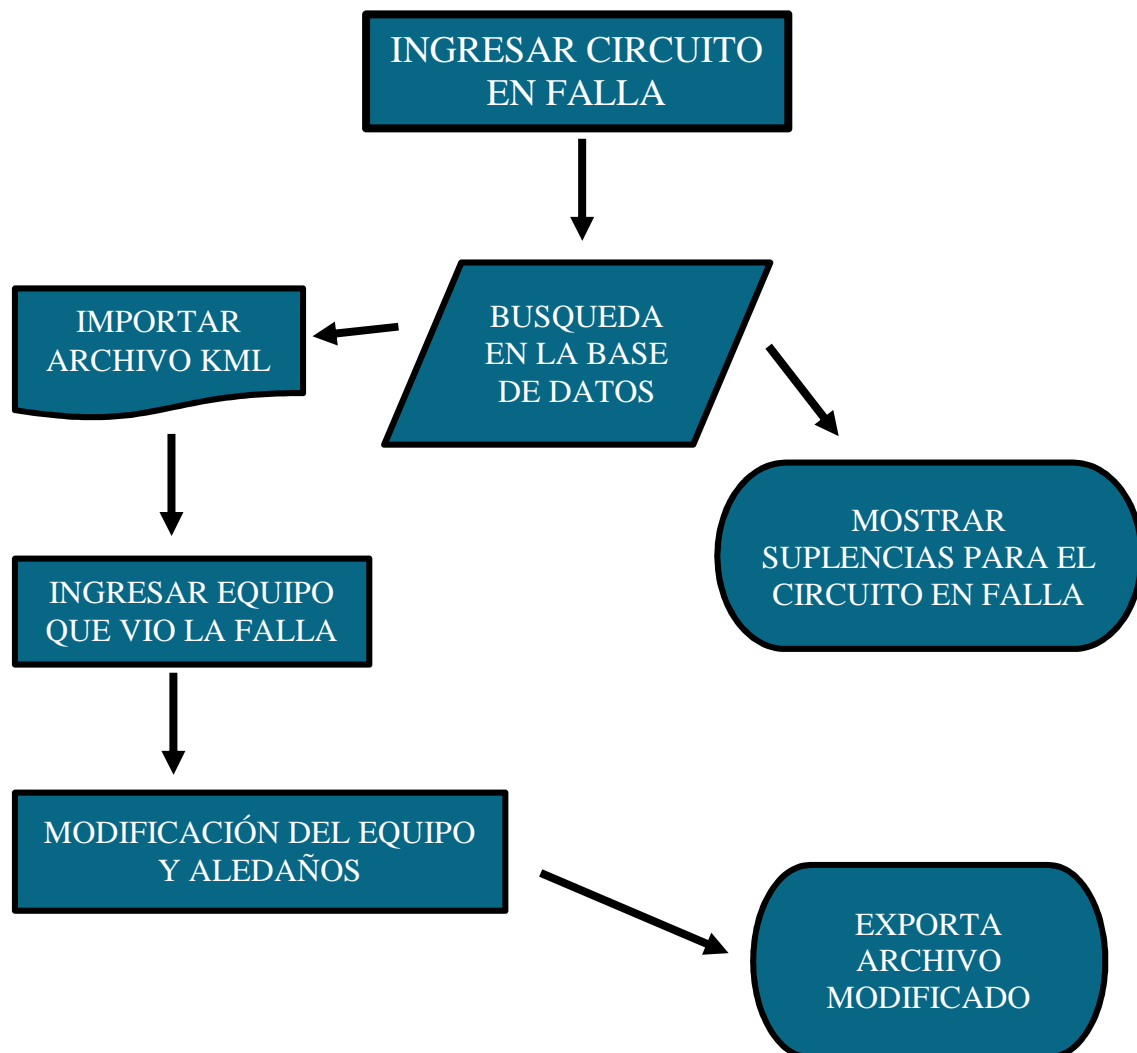 INGRESAR CIRCUITO
EN FALLA
BUSQUEDA
EN LA BASE
DE DATOS
IMPORTAR
ARCHIVO KML
MOSTRAR
SUPLENCIAS PARA EL
CIRCUITO EN FALLA
INGRESAR EQUIPO
QUE VIO LA FALLA
MODIFICACIÓN DEL EQUIPO
Y ALEDAÑOS
EXPORTA
ARCHIVO
MODIFICADO